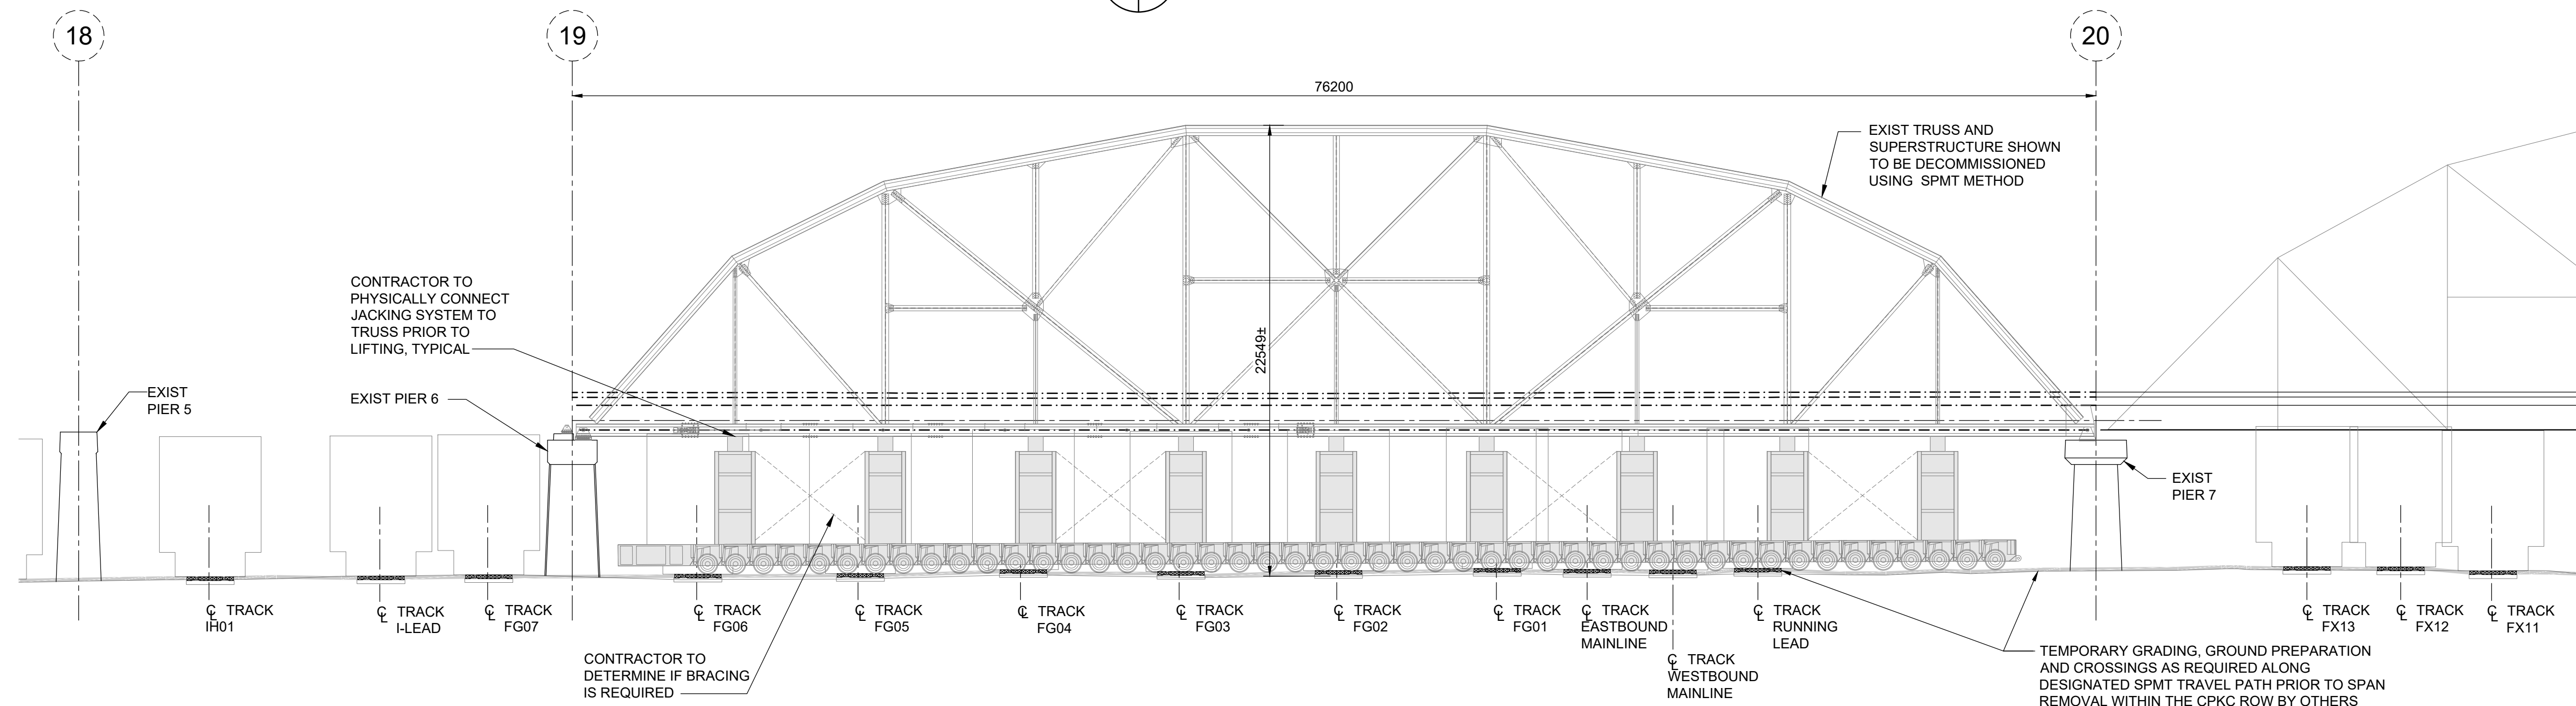 18
19
20
76200
EXIST TRUSS AND
SUPERSTRUCTURE SHOWN
TO BE DECOMMISSIONED
USING SPMT METHOD
CONTRACTOR TO
PHYSICALLY CONNECT
JACKING SYSTEM TO
TRUSS PRIOR TO
LIFTING, TYPICAL
22549±
EXIST
PIER 5
EXIST PIER 6
EXIST
PIER 7
℄ TRACK
IH01
℄ TRACK
I-LEAD
℄ TRACK
FG07
℄ TRACK
FG06
℄ TRACK
FG05
℄ TRACK
FG04
℄ TRACK
FG03
℄ TRACK
FG02
℄ TRACK
FG01
℄ TRACK
EASTBOUND
MAINLINE
℄ TRACK
WESTBOUND
MAINLINE
℄ TRACK
RUNNING
LEAD
℄ TRACK
FX13
℄ TRACK
FX12
℄ TRACK
FX11
CONTRACTOR TO
DETERMINE IF BRACING
IS REQUIRED
TEMPORARY GRADING, GROUND PREPARATION
AND CROSSINGS AS REQUIRED ALONG
DESIGNATED SPMT TRAVEL PATH PRIOR TO SPAN
REMOVAL WITHIN THE CPKC ROW BY OTHERS